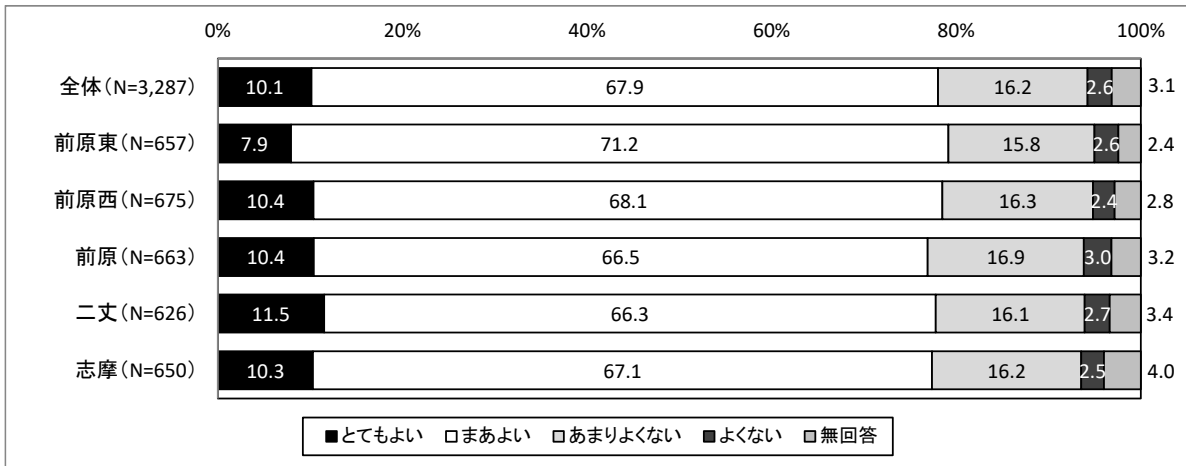 0% 20% 40% 60% 80% 100%
全体(N=3,287) 10.1 67.9 16.2 2.6 3.1
前原東(N=657) 7.9 71.2 15.8 2.6 2.4
前原西(N=675) 10.4 68.1 16.3 2.4 2.8
前原(N=663) 10.4 66.5 16.9 3.0 3.2
二丈(N=626) 11.5 66.3 16.1 2.7 3.4
志摩(N=650) 10.3 67.1 16.2 2.5 4.0
とてもよい まあよい あまりよくない よくない 無回答